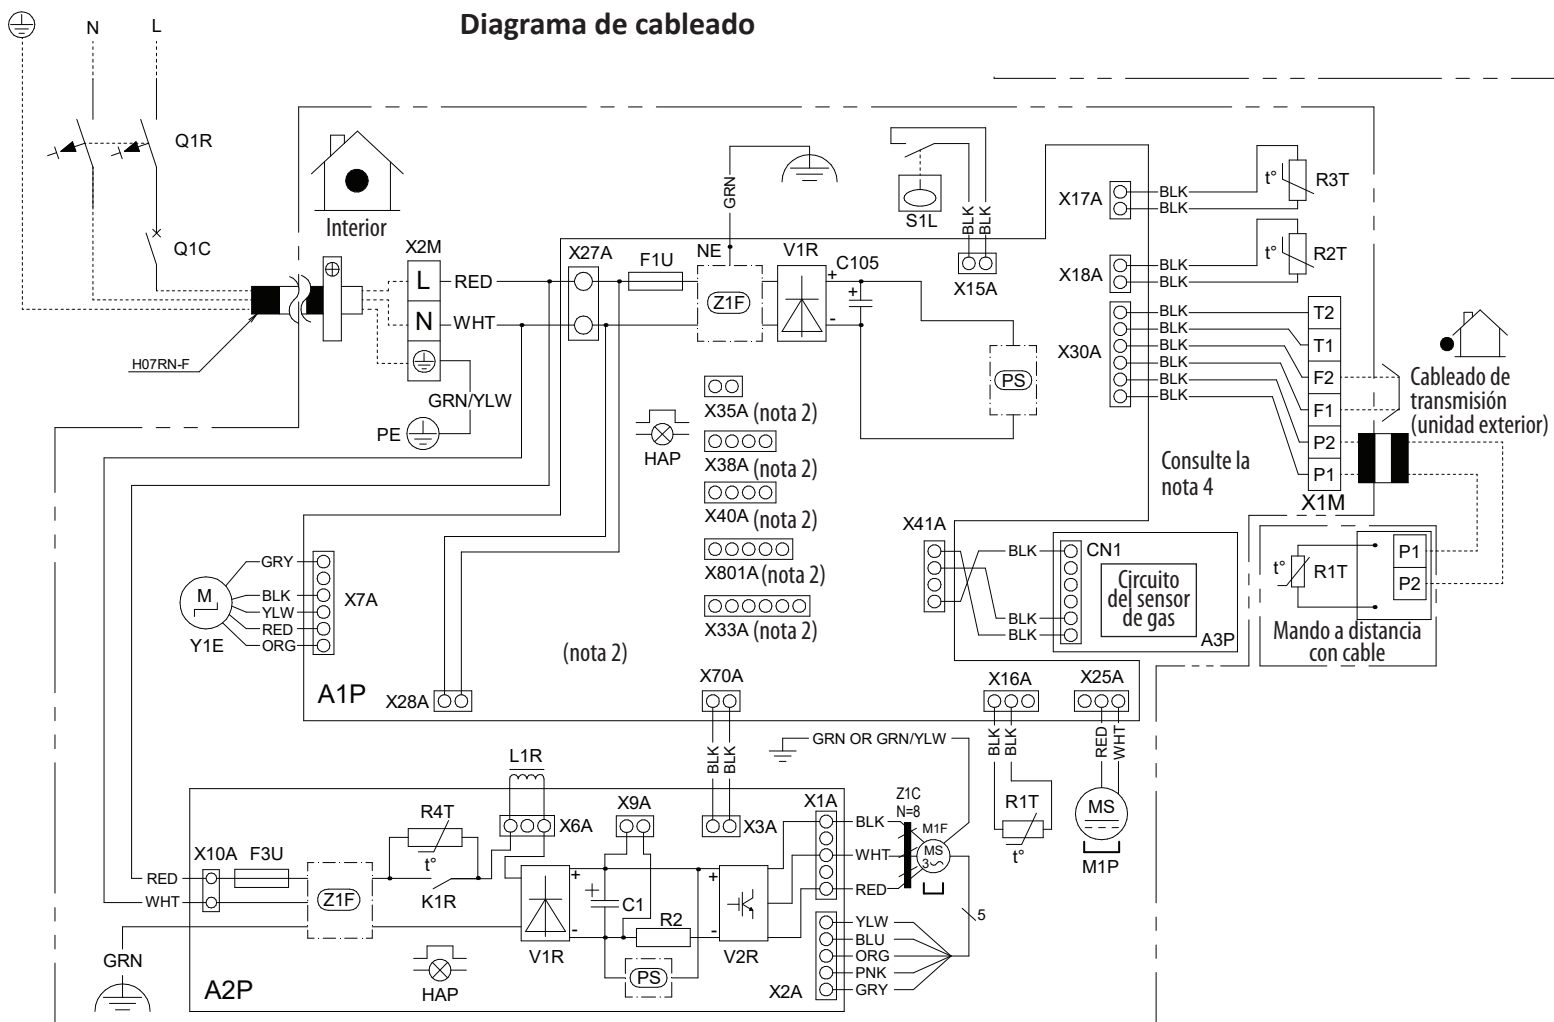 Diagrama de cableado
N
L
Q1R
Q1C
H07RN-F
Interior
X2M
L
RED
N
WHT
GRN/YLW
PE
X27A
F1U
NE
GRN
Z1F
V1R
+
-
C105
+
S1L
BLK
BLK
X15A
PS
X17A
BLK
BLK
t°
R3T
X18A
BLK
BLK
t°
R2T
X30A
BLK
BLK
BLK
BLK
BLK
BLK
T2
T1
F2
F1
P2
P1
X1M
Cableado de
transmisión
(unidad exterior)
Consulte la
nota 4
X35A (nota 2)
HAP
X38A (nota 2)
X40A (nota 2)
X801A (nota 2)
X33A (nota 2)
(nota 2)
X41A
BLK
BLK
BLK
CN1
Circuito
del sensor
de gas
A3P
t°
R1T
P1
P2
Mando a distancia
con cable
M
Y1E
GRY
BLK
YLW
RED
ORG
X7A
A1P
X28A
X70A
BLK
BLK
X16A
BLK
BLK
R1T
t°
X25A
RED
WHT
MS
M1P
GRN OR GRN/YLW
L1R
X6A
X9A
X3A
X1A
R4T
t°
K1R
X10A
F3U
RED
WHT
Z1F
GRN
A2P
HAP
V1R
+
-
+
C1
R2
PS
V2R
+
-
BLK
WHT
RED
Z1C
N=8
M1F
MS
3~
5
YLW
BLU
ORG
PNK
GRY
X2A